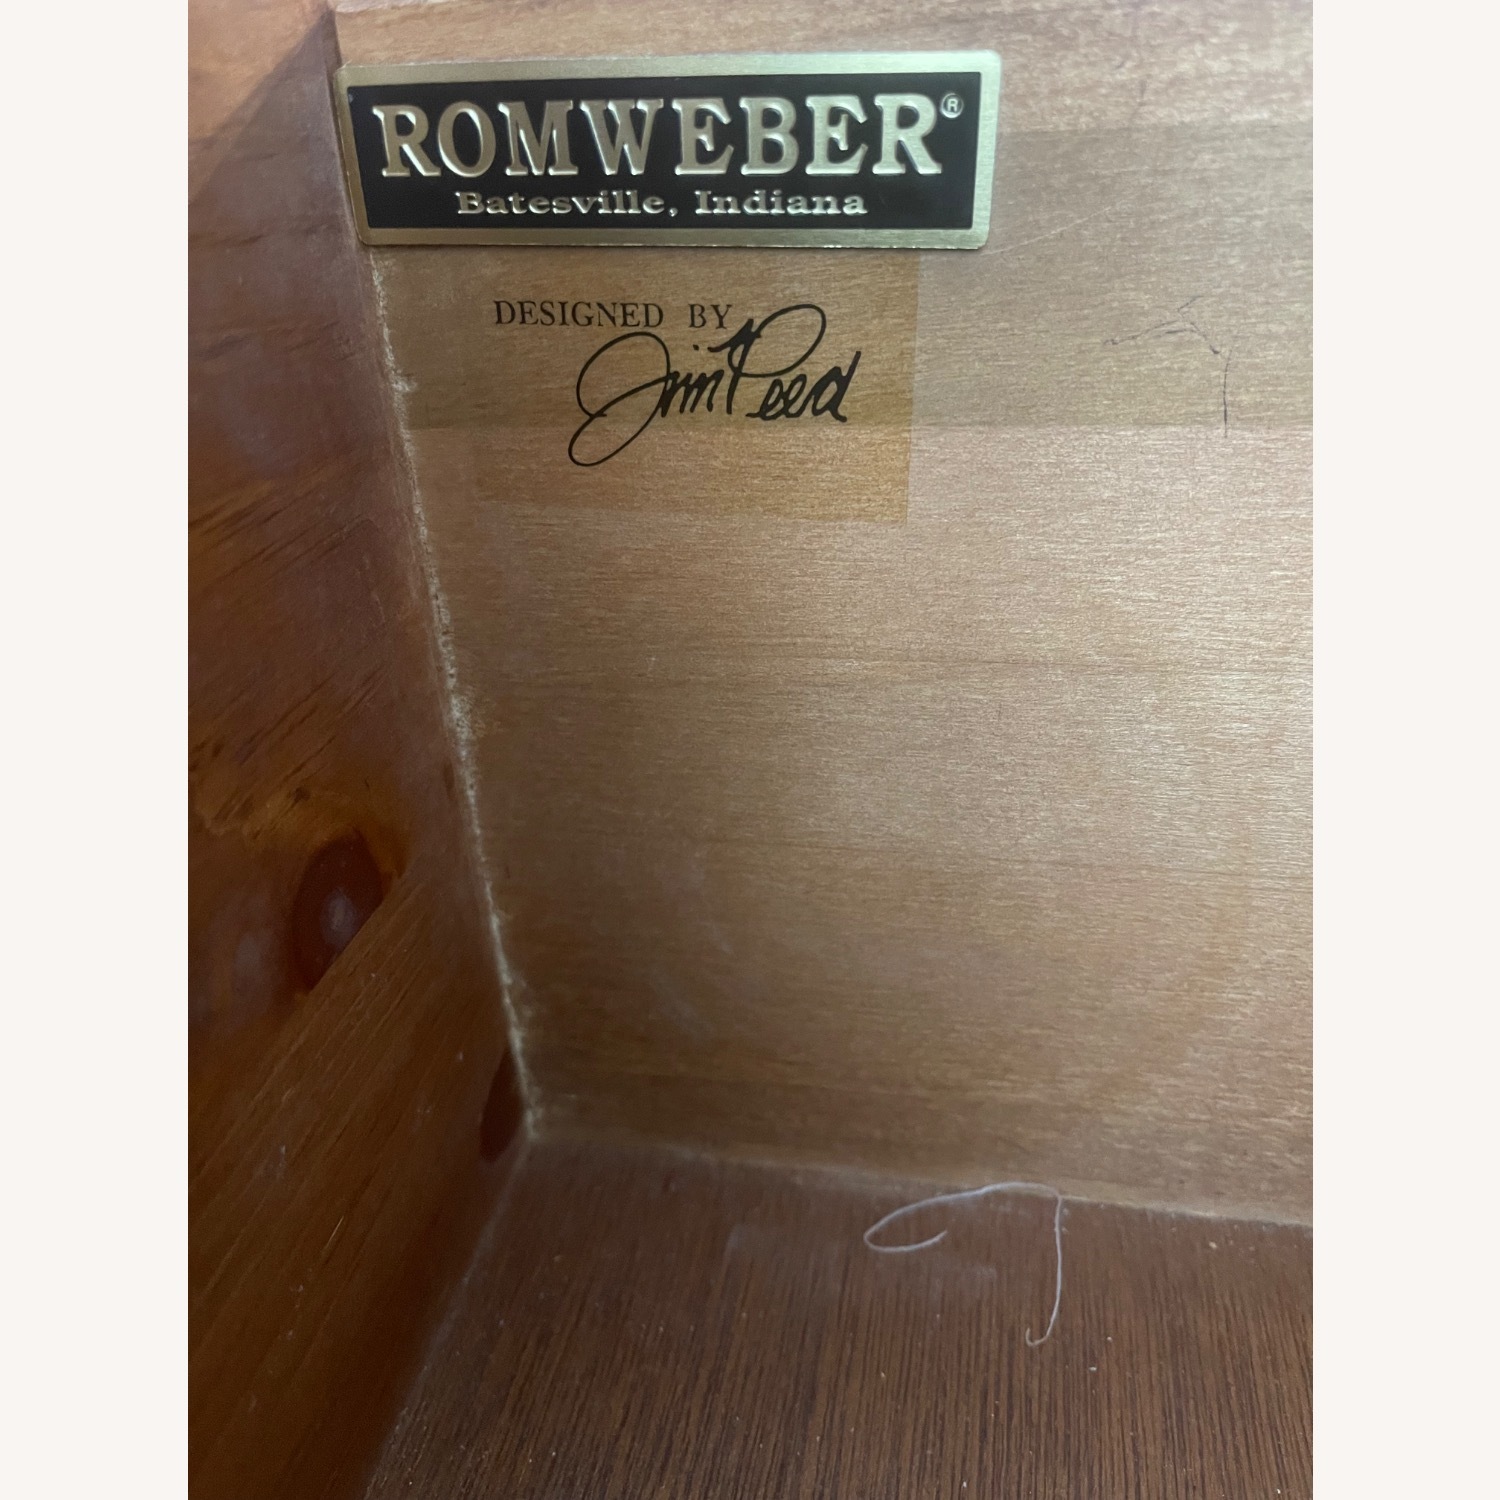 ROMWEBER®
Batesville, Indiana
DESIGNED BY
Jim Peed